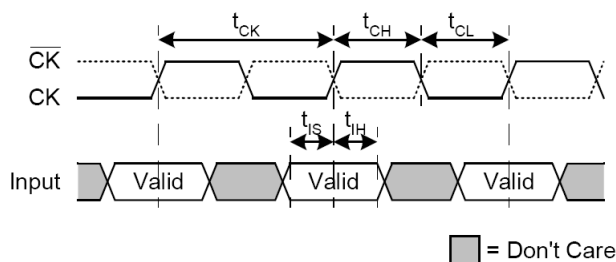 tCK tCH tCL
CK
CK
tIS tIH
Input Valid Valid Valid
= Don't Care